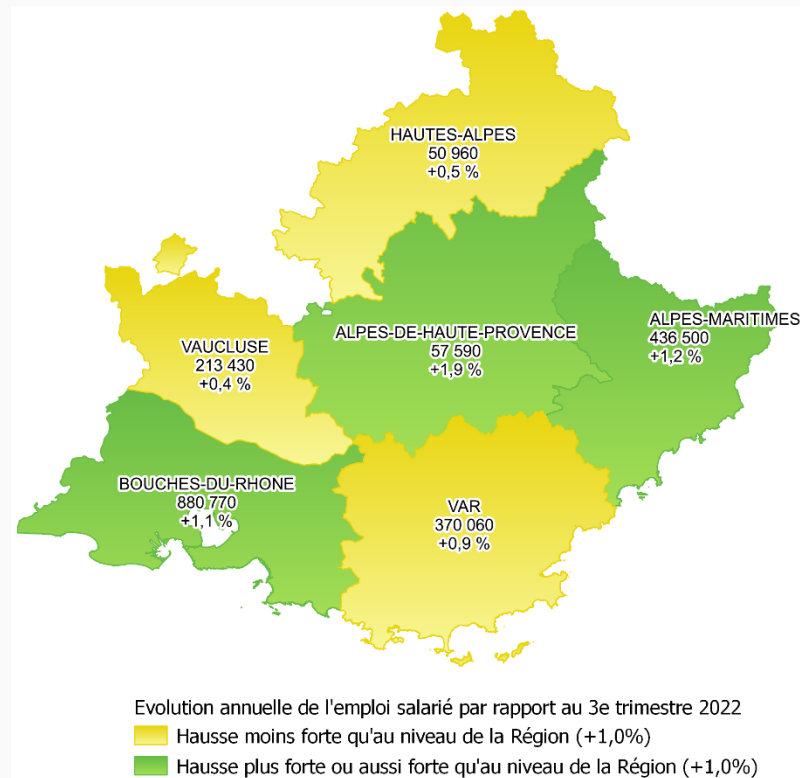 HAUTES-ALPES
50 960
+0,5 %
ALPES-MARITIMES
436 500
+1,2 %
ALPES-DE-HAUTE-PROVENCE
57 590
+1,9 %
VAUCLUSE
213 430
+0,4 %
BOUCHES-DU-RHONE
880 770
+1,1 %
VAR
370 060
+0,9 %
Evolution annuelle de l'emploi salarié par rapport au 3e trimestre 2022
Hausse moins forte qu'au niveau de la Région (+1,0%)
Hausse plus forte ou aussi forte qu'au niveau de la Région (+1,0%)